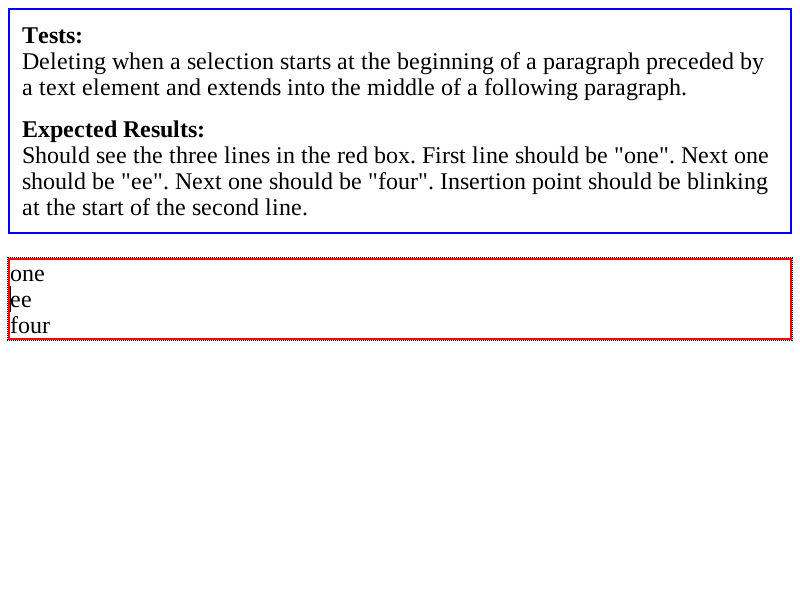 Tests:
Deleting when a selection starts at the beginning of a paragraph preceded by
a text element and extends into the middle of a following paragraph.
Expected Results:
Should see the three lines in the red box. First line should be "one". Next one
should be "ee". Next one should be "four". Insertion point should be blinking
at the start of the second line.
one
ee
four